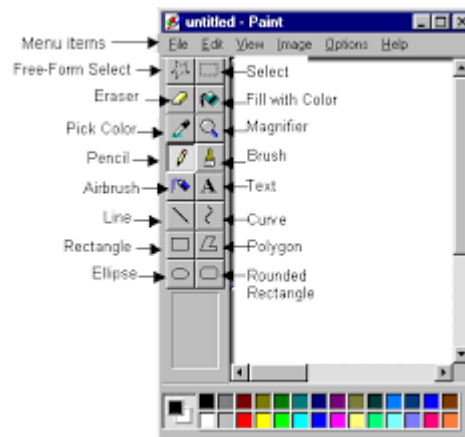 untitled - Paint
Menu items File Edit View Image Options Help
Free-Form Select Select
Eraser Fill with Color
Pick Color Magnifier
Pencil Brush
Airbrush A Text
Line Curve
Rectangle Polygon
Ellipse Rounded
Rectangle